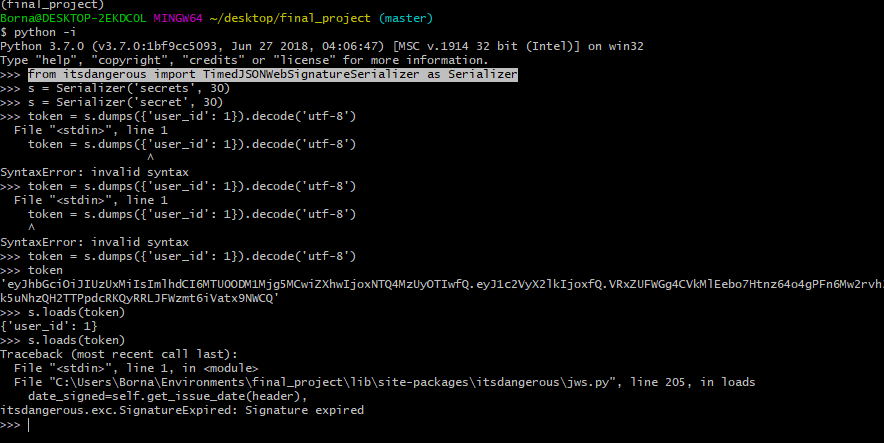 (final_project)
Borna@DESKTOP-2EKDCOL MINGW64 ~/desktop/final_project (master)
$ python -i
Python 3.7.0 (v3.7.0:1bf9cc5093, Jun 27 2018, 04:06:47) [MSC v.1914 32 bit (Intel)] on win32
Type "help", "copyright", "credits" or "license" for more information.
>>> from itsdangerous import TimedJSONWebSignatureSerializer as Serializer
>>> s = Serializer('secrets', 30)
>>> s = Serializer('secret', 30)
>>> token = s.dumps({'user_id': 1}).decode('utf-8')
  File "<stdin>", line 1
    token = s.dumps({'user_id': 1}).decode('utf-8')
                    ^
SyntaxError: invalid syntax
>>> token = s.dumps({'user_id': 1}).decode('utf-8')
  File "<stdin>", line 1
    token = s.dumps({'user_id': 1}).decode('utf-8')
    ^
SyntaxError: invalid syntax
>>> token = s.dumps({'user_id': 1}).decode('utf-8')
>>> token
'eyJhbGciOiJIUzUxMiIsImlhdCI6MTU0ODM1Mjg5MCwiZXhwIjoxNTQ4MzUyOTIwfQ.eyJ1c2VyX2lkIjoxfQ.VRxZUFWGg4CVkMlEebo7Htnz64o4gPFn6Mw2rvh
k5uNhzQH2TTPpdcRKQyRRLJFWzmt6iVatx9NWCQ'
>>> s.loads(token)
{'user_id': 1}
>>> s.loads(token)
Traceback (most recent call last):
  File "<stdin>", line 1, in <module>
  File "C:\Users\Borna\Environments\final_project\lib\site-packages\itsdangerous\jws.py", line 205, in loads
    date_signed=self.get_issue_date(header),
itsdangerous.exc.SignatureExpired: Signature expired
>>>